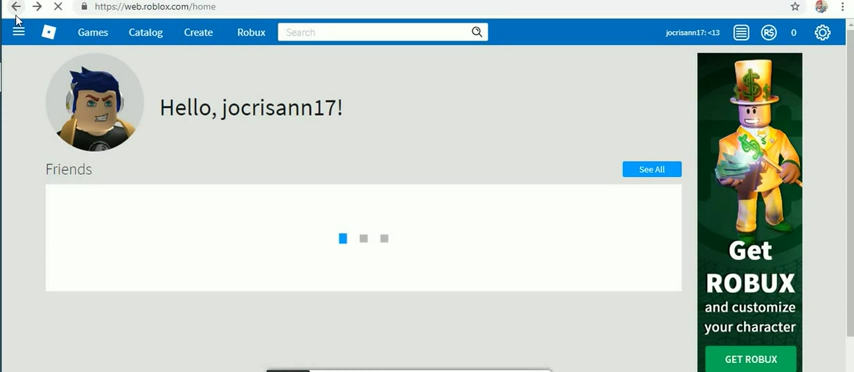 https://web.roblox.com/home
Games Catalog Create Robux Search jocrisann17: <13 R$ 0
Hello, jocrisann17!
Friends
See All
Get
ROBUX
and customize
your character
GET ROBUX